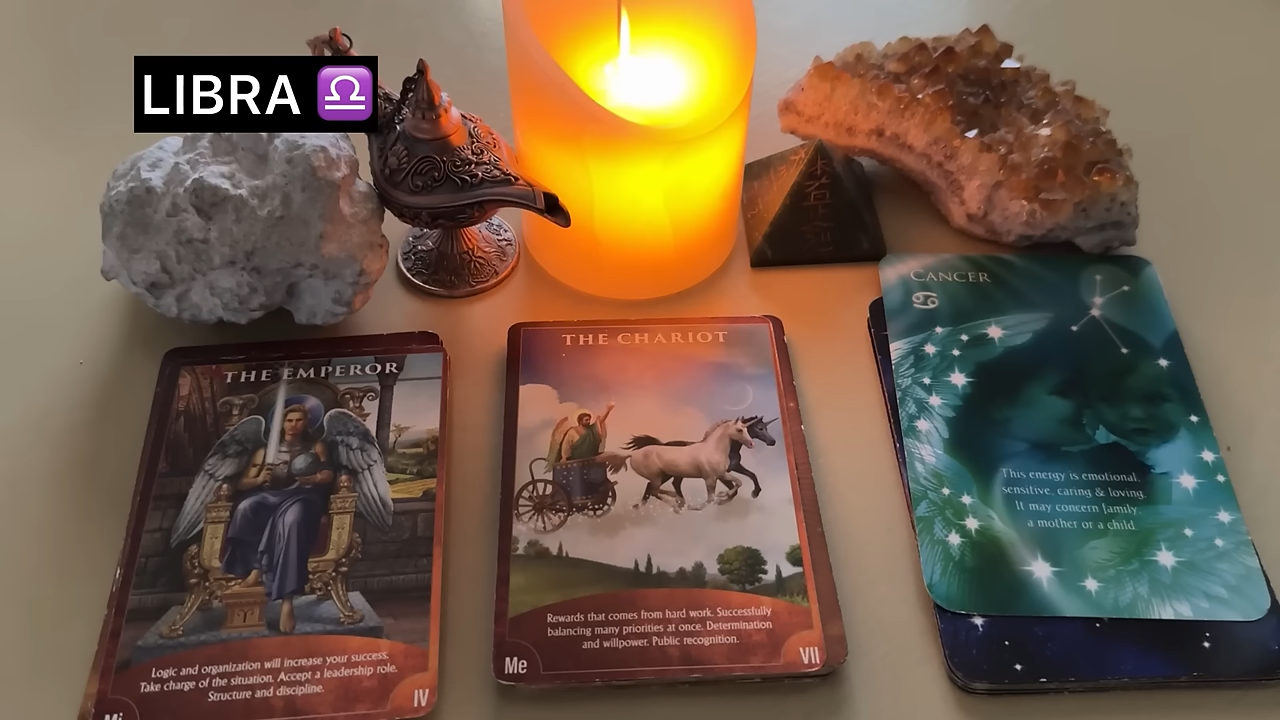 LIBRA ♎
THE EMPEROR
Logic and organization will increase your success.
Take charge of the situation. Accept a leadership role.
Structure and discipline.
IV
THE CHARIOT
Rewards that comes from hard work. Successfully
balancing many priorities at once. Determination
and willpower. Public recognition.
Me
VII
CANCER
♋
This energy is emotional,
sensitive, caring & loving.
It may concern family,
a mother or a child.